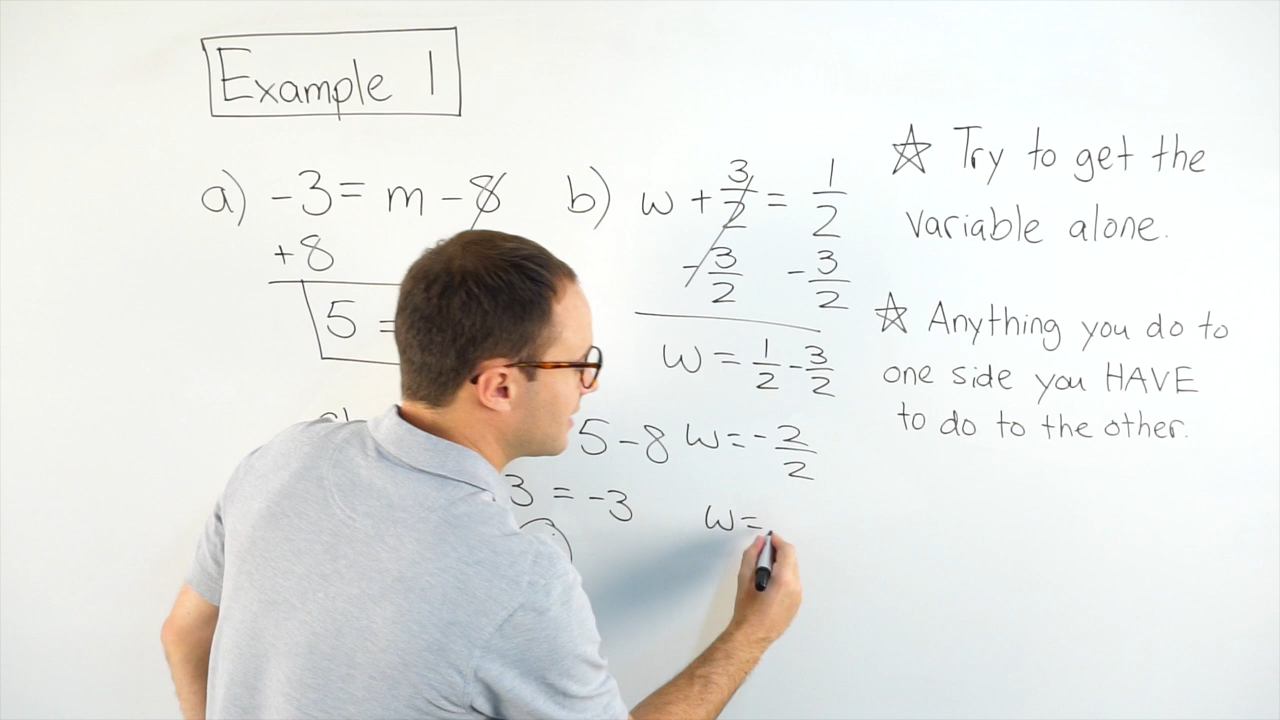 Example 1
a) -3 = m - 8
+8
5 =
5 - 8
3 = -3
b) w + 3/2 = 1/2
- 3/2 - 3/2
w = 1/2 - 3/2
w = - 2/2
w =
☆ Try to get the
variable alone.
☆ Anything you do to
one side you HAVE
to do to the other.